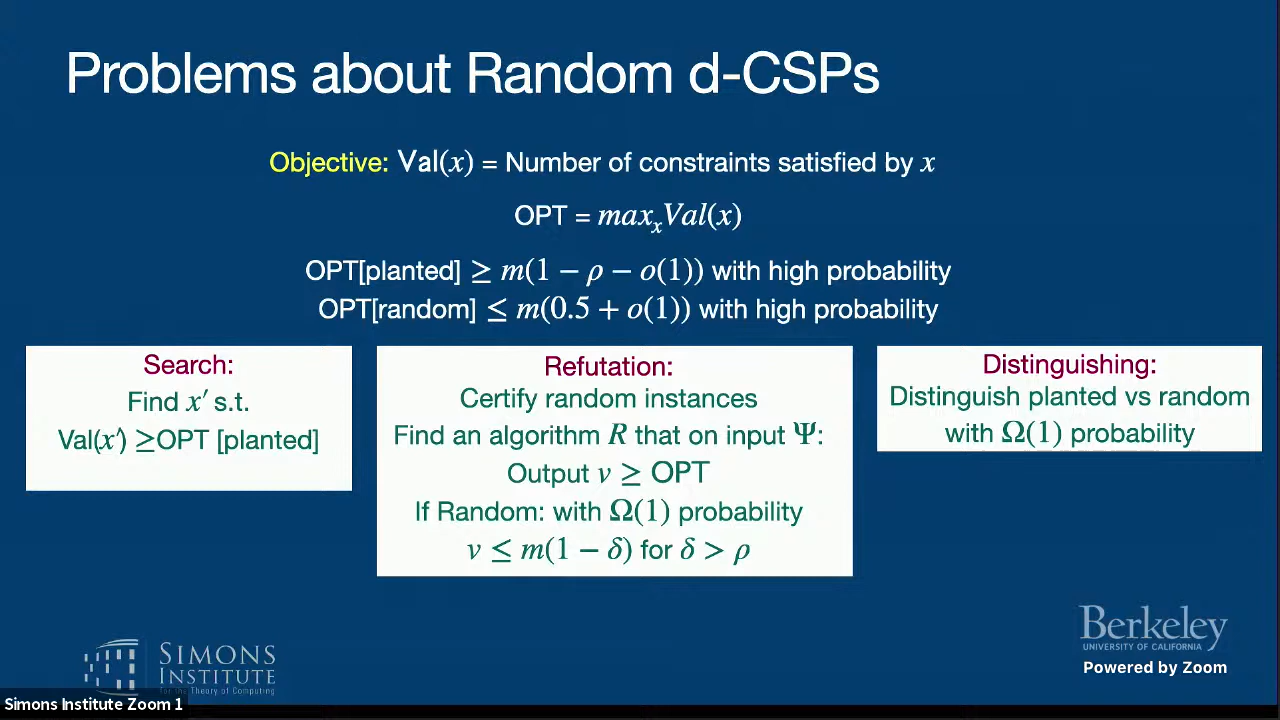 Problems about Random d-CSPs
Objective: Val(x) = Number of constraints satisfied by x
OPT = maxₓVal(x)
OPT[planted] ≥ m(1 − ρ − o(1)) with high probability
OPT[random] ≤ m(0.5 + o(1)) with high probability
Search:
Find x′ s.t.
Val(x′) ≥OPT [planted]
Refutation:
Certify random instances
Find an algorithm R that on input Ψ:
Output v ≥ OPT
If Random: with Ω(1) probability
v ≤ m(1 − δ) for δ > ρ
Distinguishing:
Distinguish planted vs random
with Ω(1) probability
SIMONS
INSTITUTE
for the Theory of Computing
Berkeley
UNIVERSITY OF CALIFORNIA
Powered by Zoom
Simons Institute Zoom 1